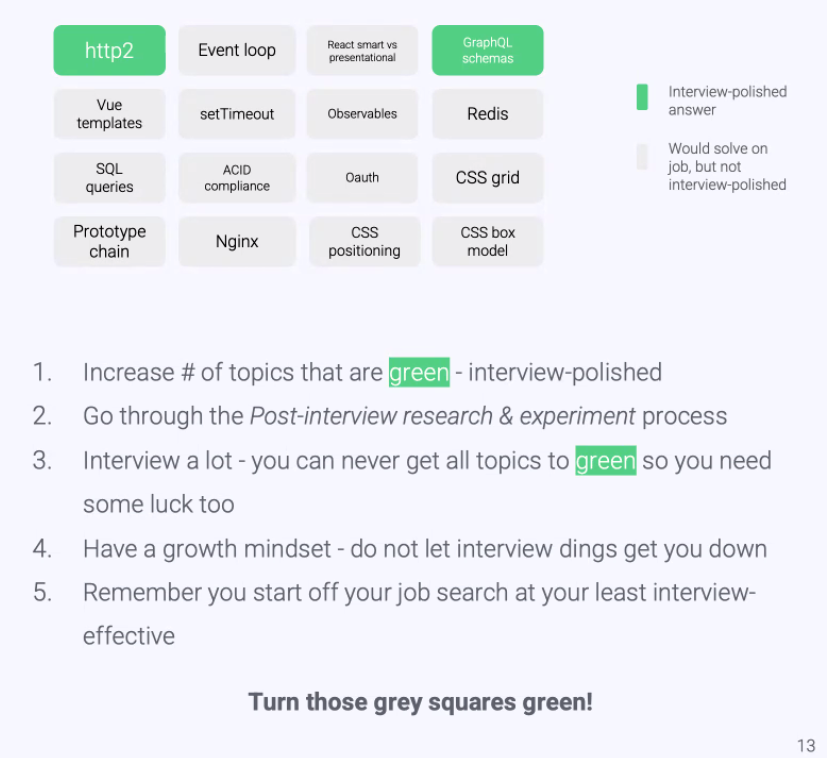 http2
Event loop
React smart vs
presentational
GraphQL
schemas
Vue
templates
setTimeout
Observables
Redis
SQL
queries
ACID
compliance
Oauth
CSS grid
Prototype
chain
Nginx
CSS
positioning
CSS box
model
Interview-polished
answer
Would solve on
job, but not
interview-polished
1. Increase # of topics that are green - interview-polished
2. Go through the Post-interview research & experiment process
3. Interview a lot - you can never get all topics to green so you need
some luck too
4. Have a growth mindset - do not let interview dings get you down
5. Remember you start off your job search at your least interview-
effective
Turn those grey squares green!
13